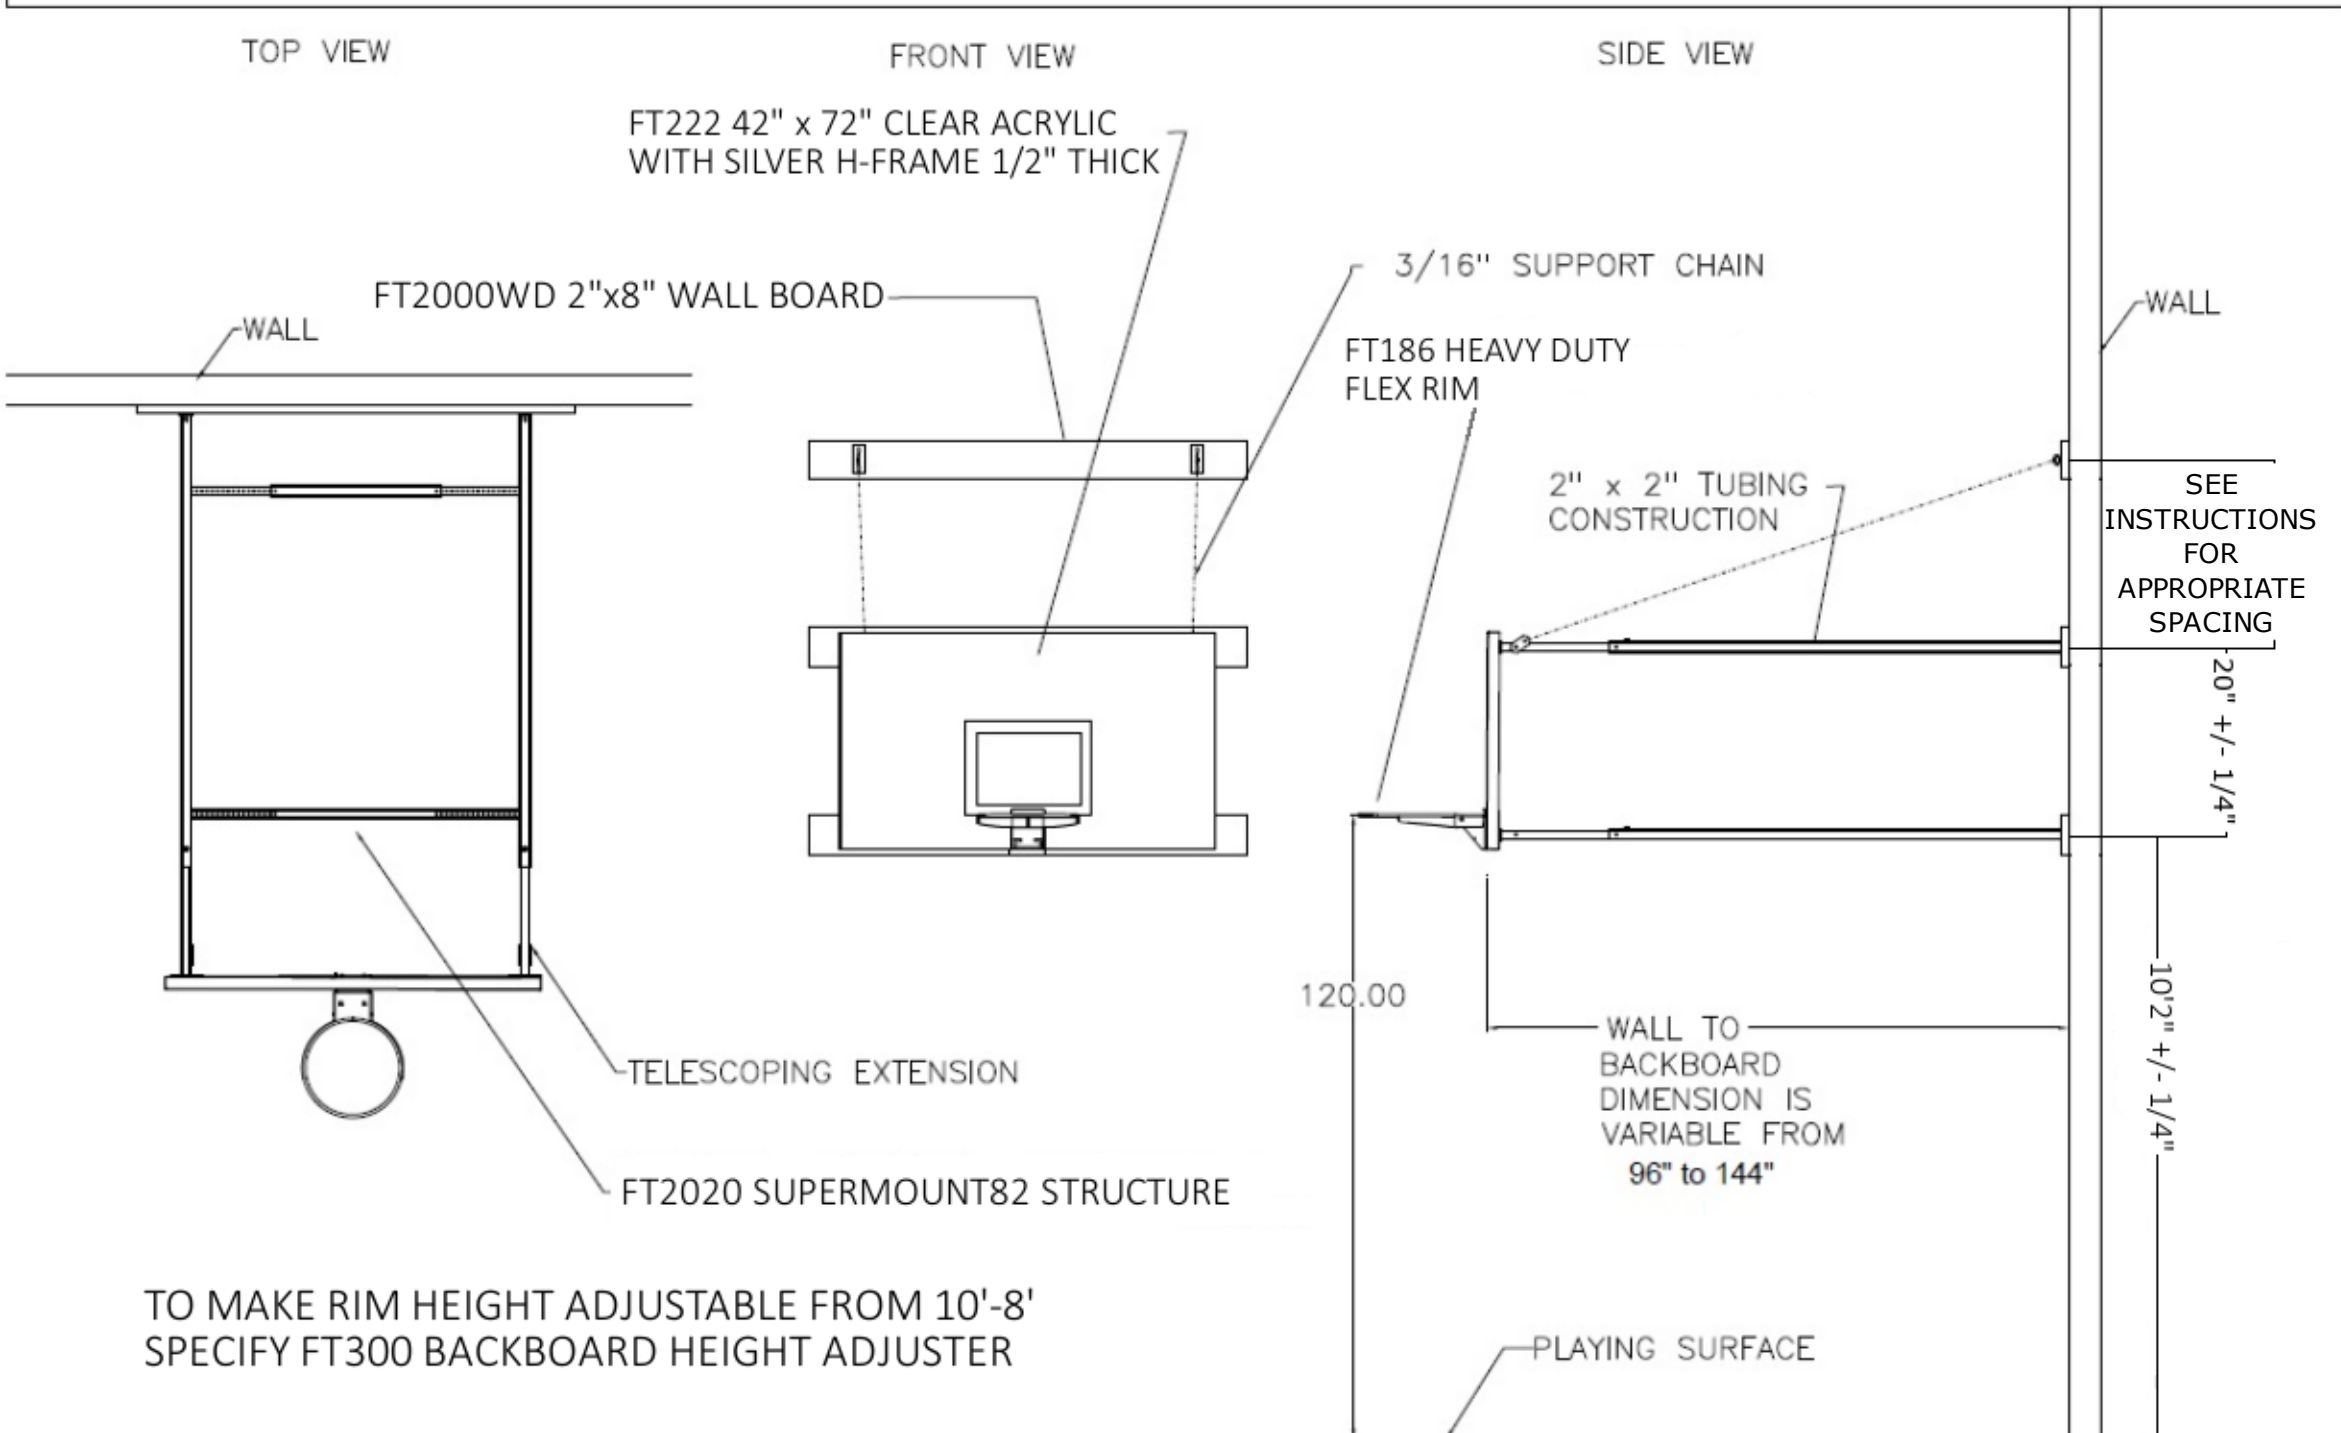 TOP VIEW
FRONT VIEW
SIDE VIEW
FT222 42" x 72" CLEAR ACRYLIC
WITH SILVER H-FRAME 1/2" THICK
3/16" SUPPORT CHAIN
FT2000WD 2"x8" WALL BOARD
WALL
WALL
FT186 HEAVY DUTY
FLEX RIM
2" x 2" TUBING
CONSTRUCTION
SEE
INSTRUCTIONS
FOR
APPROPRIATE
SPACING
20" +/- 1/4"
120.00
10'2" +/- 1/4"
WALL TO
BACKBOARD
DIMENSION IS
VARIABLE FROM
96" to 144"
TELESCOPING EXTENSION
FT2020 SUPERMOUNT82 STRUCTURE
TO MAKE RIM HEIGHT ADJUSTABLE FROM 10'-8'
SPECIFY FT300 BACKBOARD HEIGHT ADJUSTER
PLAYING SURFACE